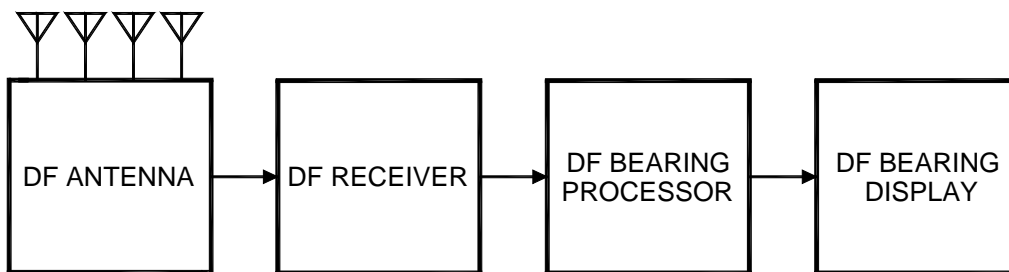 DF ANTENNA
DF RECEIVER
DF BEARING
PROCESSOR
DF BEARING
DISPLAY